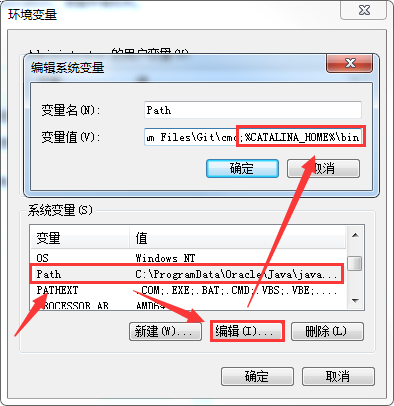 环境变量
的用户变量(U)
编辑系统变量
变量名(N):
Path
变量值(V):
am Files\Git\cmd;%CATALINA_HOME%\bin
确定
取消
系统变量(S)
变量
值
OS
Windows NT
Path
C:\ProgramData\Oracle\Java\java...
PATHEXT
.COM;.EXE;.BAT;.CMD;.VBS;.VBE;....
PROCESSOR_AR
AMD64
新建(W)...
编辑(I)...
删除(L)
确定
取消